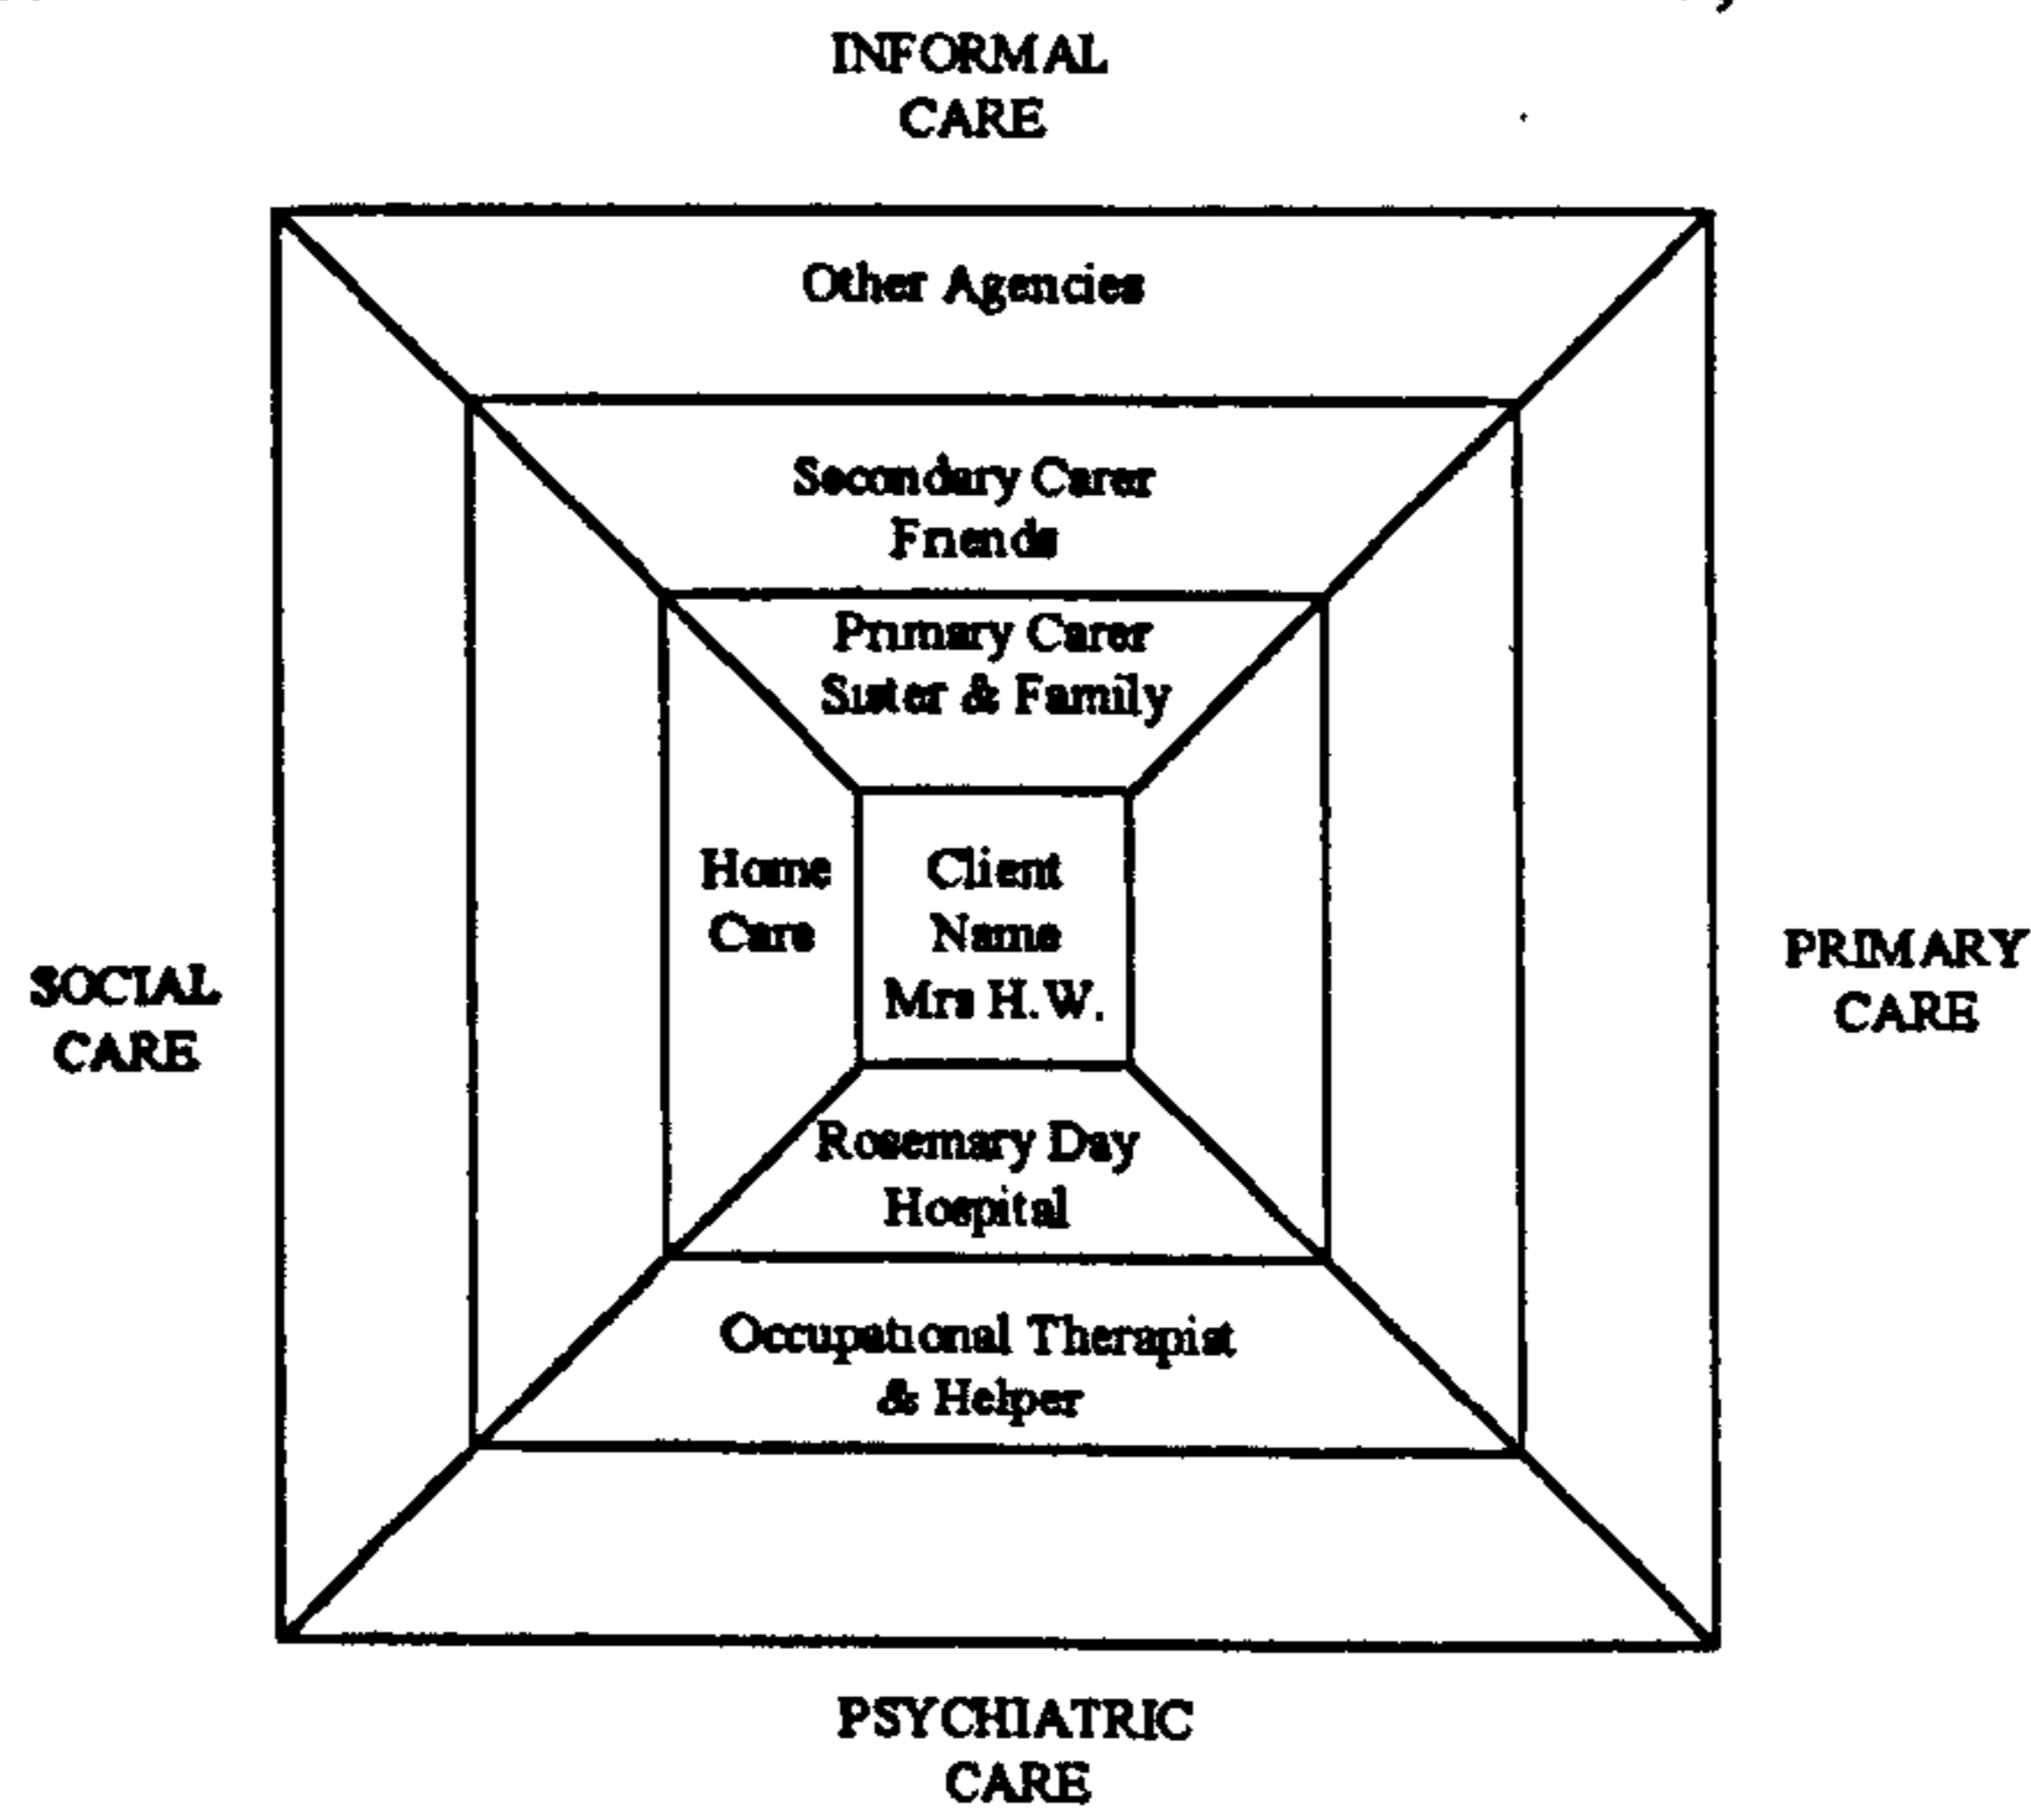 INFORMAL
CARE
Other Agencies
Secondary Carer
Friends
Primary Carer
Sister & Family
Home
Care
Client
Name
Mrs H.W.
SOCIAL
CARE
PRIMARY
CARE
Rosemary Day
Hospital
Occupational Therapist
& Helper
PSYCHIATRIC
CARE